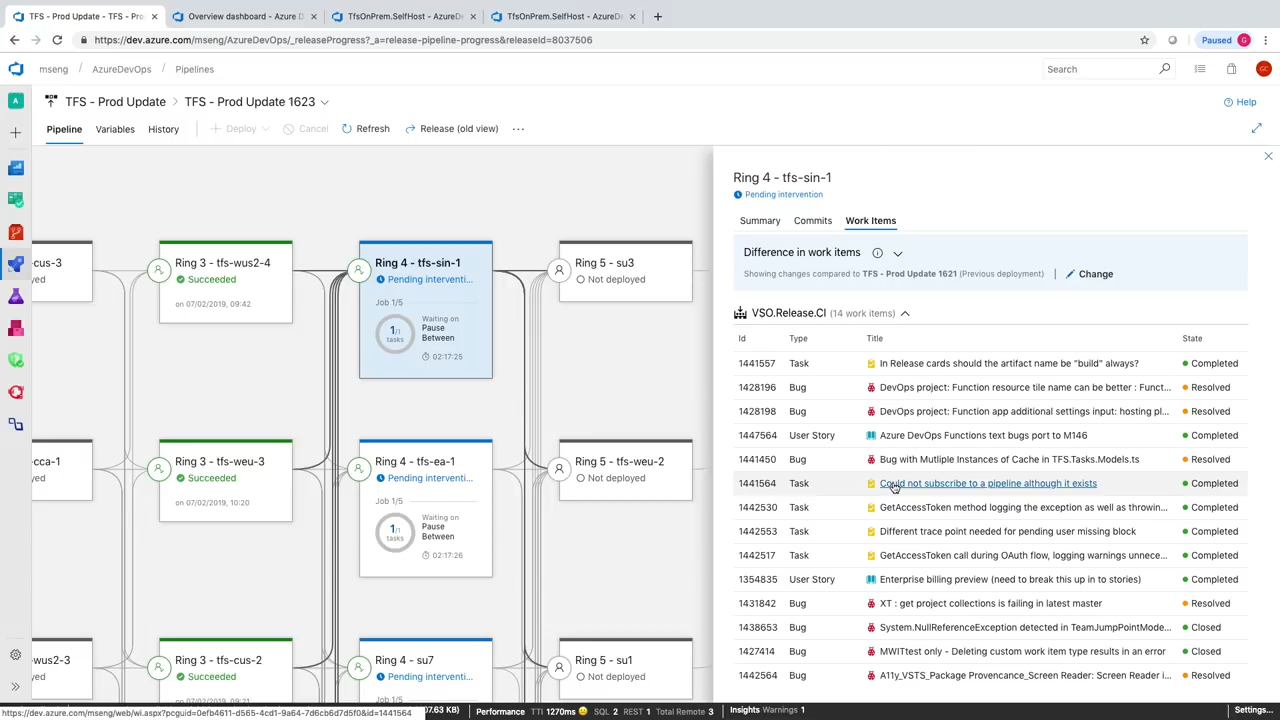 TFS - Prod Update - TFS - Pro
Overview dashboard - Azure D
TfsOnPrem.SelfHost - AzureDe
TfsOnPrem.SelfHost - AzureDe
https://dev.azure.com/mseng/AzureDevOps/_releaseProgress?_a=release-pipeline-progress&releaseId=8037506
Paused G
mseng / AzureDevOps / Pipelines
Search
A
GC
TFS - Prod Update > TFS - Prod Update 1623
Help
Pipeline Variables History Deploy Cancel Refresh Release (old view) ...
cus-3
yed
Ring 3 - tfs-wus2-4
Succeeded
on 07/02/2019, 09:42
Ring 4 - tfs-sin-1
Pending interventi...
Job 1/5
1/1
tasks
Waiting on
Pause
Between
02:17:25
Ring 5 - su3
Not deployed
cca-1
yed
Ring 3 - tfs-weu-3
Succeeded
on 07/02/2019, 10:20
Ring 4 - tfs-ea-1
Pending interventi...
Job 1/5
1/1
tasks
Waiting on
Pause
Between
02:17:26
Ring 5 - tfs-weu-2
Not deployed
wus2-3
yed
Ring 3 - tfs-cus-2
Succeeded
Ring 4 - su7
Pending interventi...
Ring 5 - su1
Not deployed
Ring 4 - tfs-sin-1
Pending intervention
Summary Commits Work Items
Difference in work items
Showing changes compared to TFS - Prod Update 1621 (Previous deployment) | Change
VSO.Release.CI (14 work items)
Id Type Title State
1441557 Task In Release cards should the artifact name be "build" always? Completed
1428196 Bug DevOps project: Function resource tile name can be better : Funct... Resolved
1428198 Bug DevOps project: Function app additional settings input: hosting pl... Resolved
1447564 User Story Azure DevOps Functions text bugs port to M146 Completed
1441450 Bug Bug with Mutliple Instances of Cache in TFS.Tasks.Models.ts Resolved
1441564 Task Could not subscribe to a pipeline although it exists Completed
1442530 Task GetAccessToken method logging the exception as well as throwin... Completed
1442553 Task Different trace point needed for pending user missing block Completed
1442517 Task GetAccessToken call during OAuth flow, logging warnings unnece... Completed
1354835 User Story Enterprise billing preview (need to break this up in to stories) Completed
1431842 Bug XT : get project collections is failing in latest master Resolved
1438653 Bug System.NullReferenceException detected in TeamJumpPointMode... Closed
1427414 Bug MWITtest only - Deleting custom work item type results in an error Closed
1442564 Bug A11y_VSTS_Package Provencance_Screen Reader: Screen Reader i... Resolved
https://dev.azure.com/mseng/web/wi.aspx?pcguid=0efb4611-d565-4cd1-9a64-7d6cb6d7d5f0&id=1441564
07.63 KB) Performance TTI 1270ms SQL 2 REST 1 Total Remote 3 Insights Warnings 1 Settings...